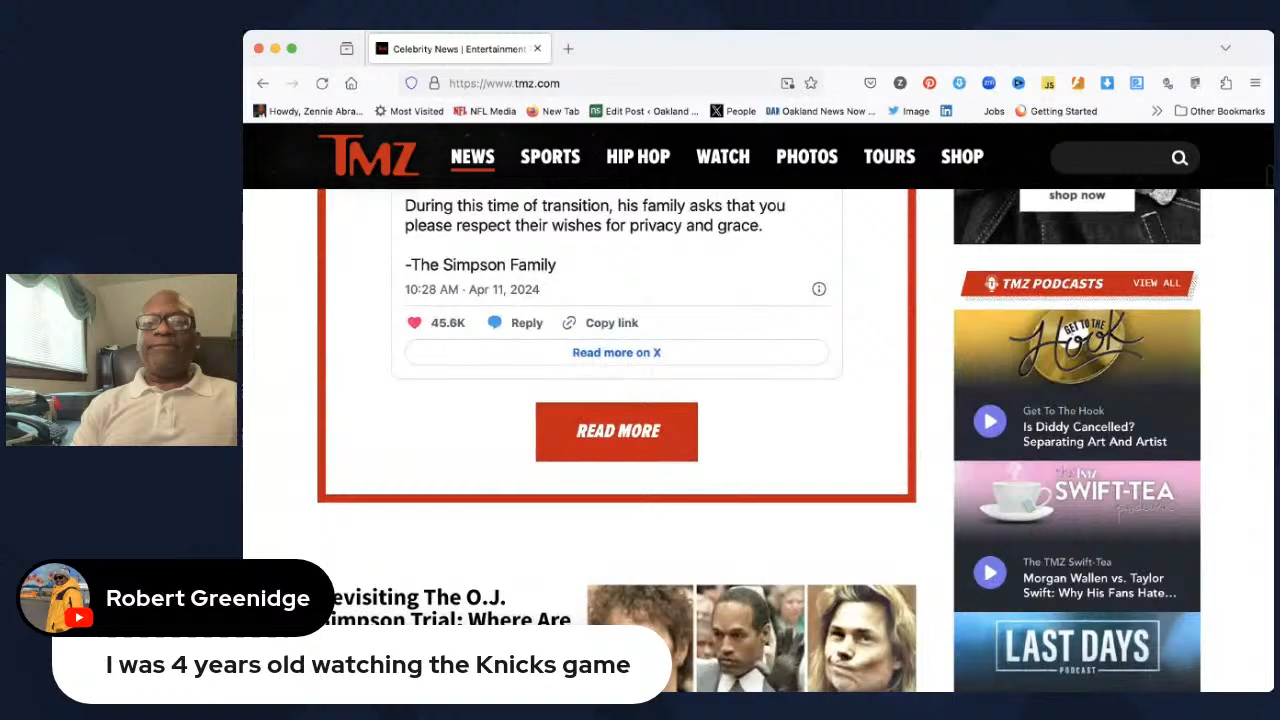 Celebrity News | Entertainment
https://www.tmz.com
Howdy, Zennie Abra...
Most Visited
NFL Media
New Tab
Edit Post ‹ Oakland ...
People
Oakland News Now ...
Image
Jobs
Getting Started
Other Bookmarks
TMZ
NEWS
SPORTS
HIP HOP
WATCH
PHOTOS
TOURS
SHOP
During this time of transition, his family asks that you
please respect their wishes for privacy and grace.
-The Simpson Family
10:28 AM · Apr 11, 2024
45.6K
Reply
Copy link
Read more on X
READ MORE
shop now
TMZ PODCASTS
VIEW ALL
GET TO THE
Hook
Get To The Hook
Is Diddy Cancelled?
Separating Art And Artist
the TMZ
SWIFT-TEA
podcast
The TMZ Swift-Tea
Morgan Wallen vs. Taylor
Swift: Why His Fans Hate...
LAST DAYS
PODCAST
evisiting The O.J.
impson Trial: Where Are
Robert Greenidge
I was 4 years old watching the Knicks game